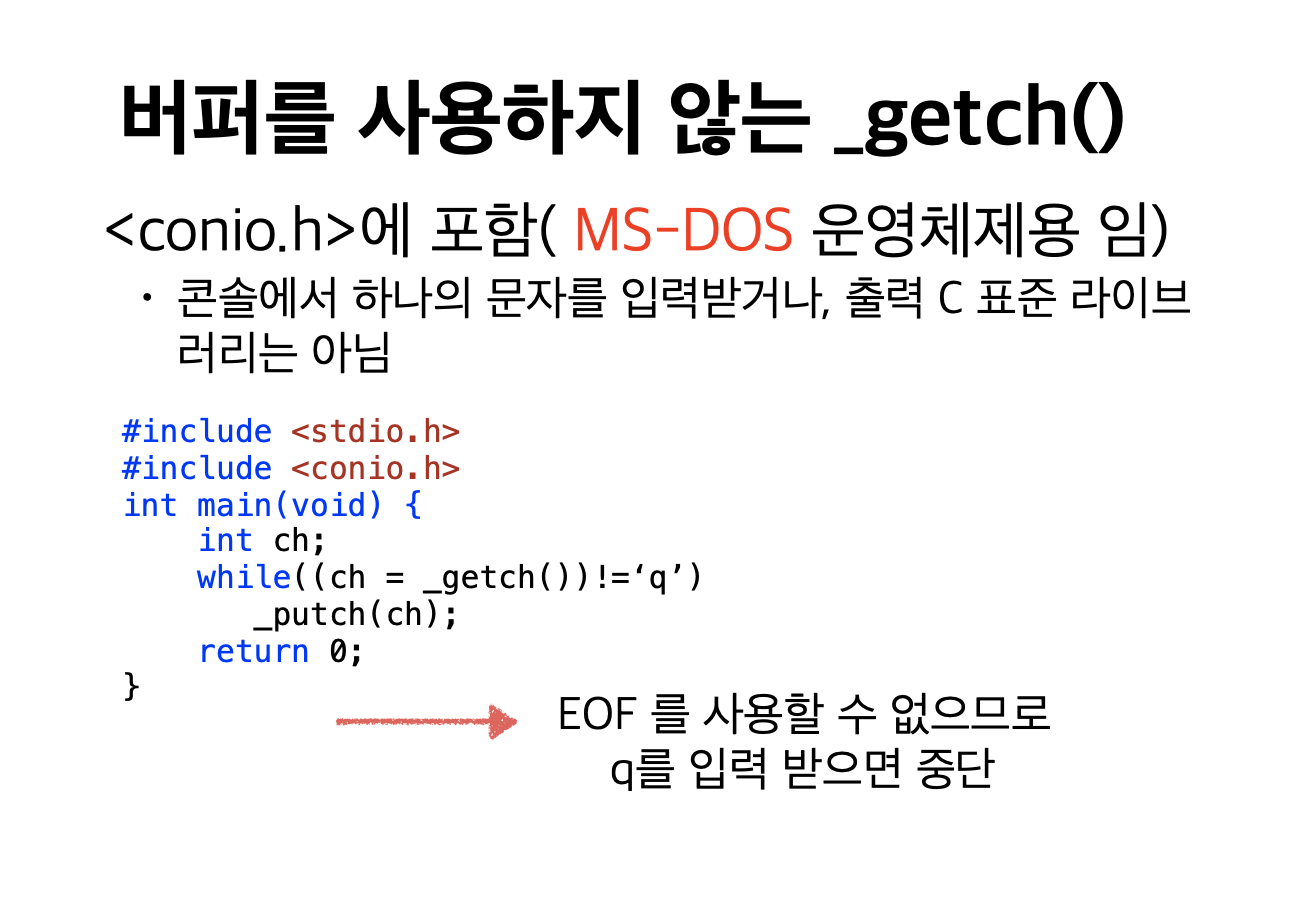 버퍼를 사용하지 않는 _getch()
<conio.h>에 포함( MS-DOS 운영체제용 임)
• 콘솔에서 하나의 문자를 입력받거나, 출력 C 표준 라이브
러리는 아님
#include <stdio.h>
#include <conio.h>
int main(void) {
    int ch;
    while((ch = _getch())!=‘q’)
       _putch(ch);
    return 0;
}
EOF 를 사용할 수 없으므로
q를 입력 받으면 중단